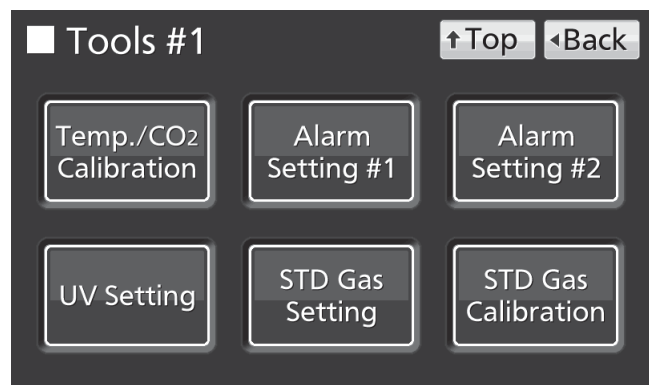 Tools #1
↑Top
◂Back
Temp./CO2
Calibration
Alarm
Setting #1
Alarm
Setting #2
UV Setting
STD Gas
Setting
STD Gas
Calibration